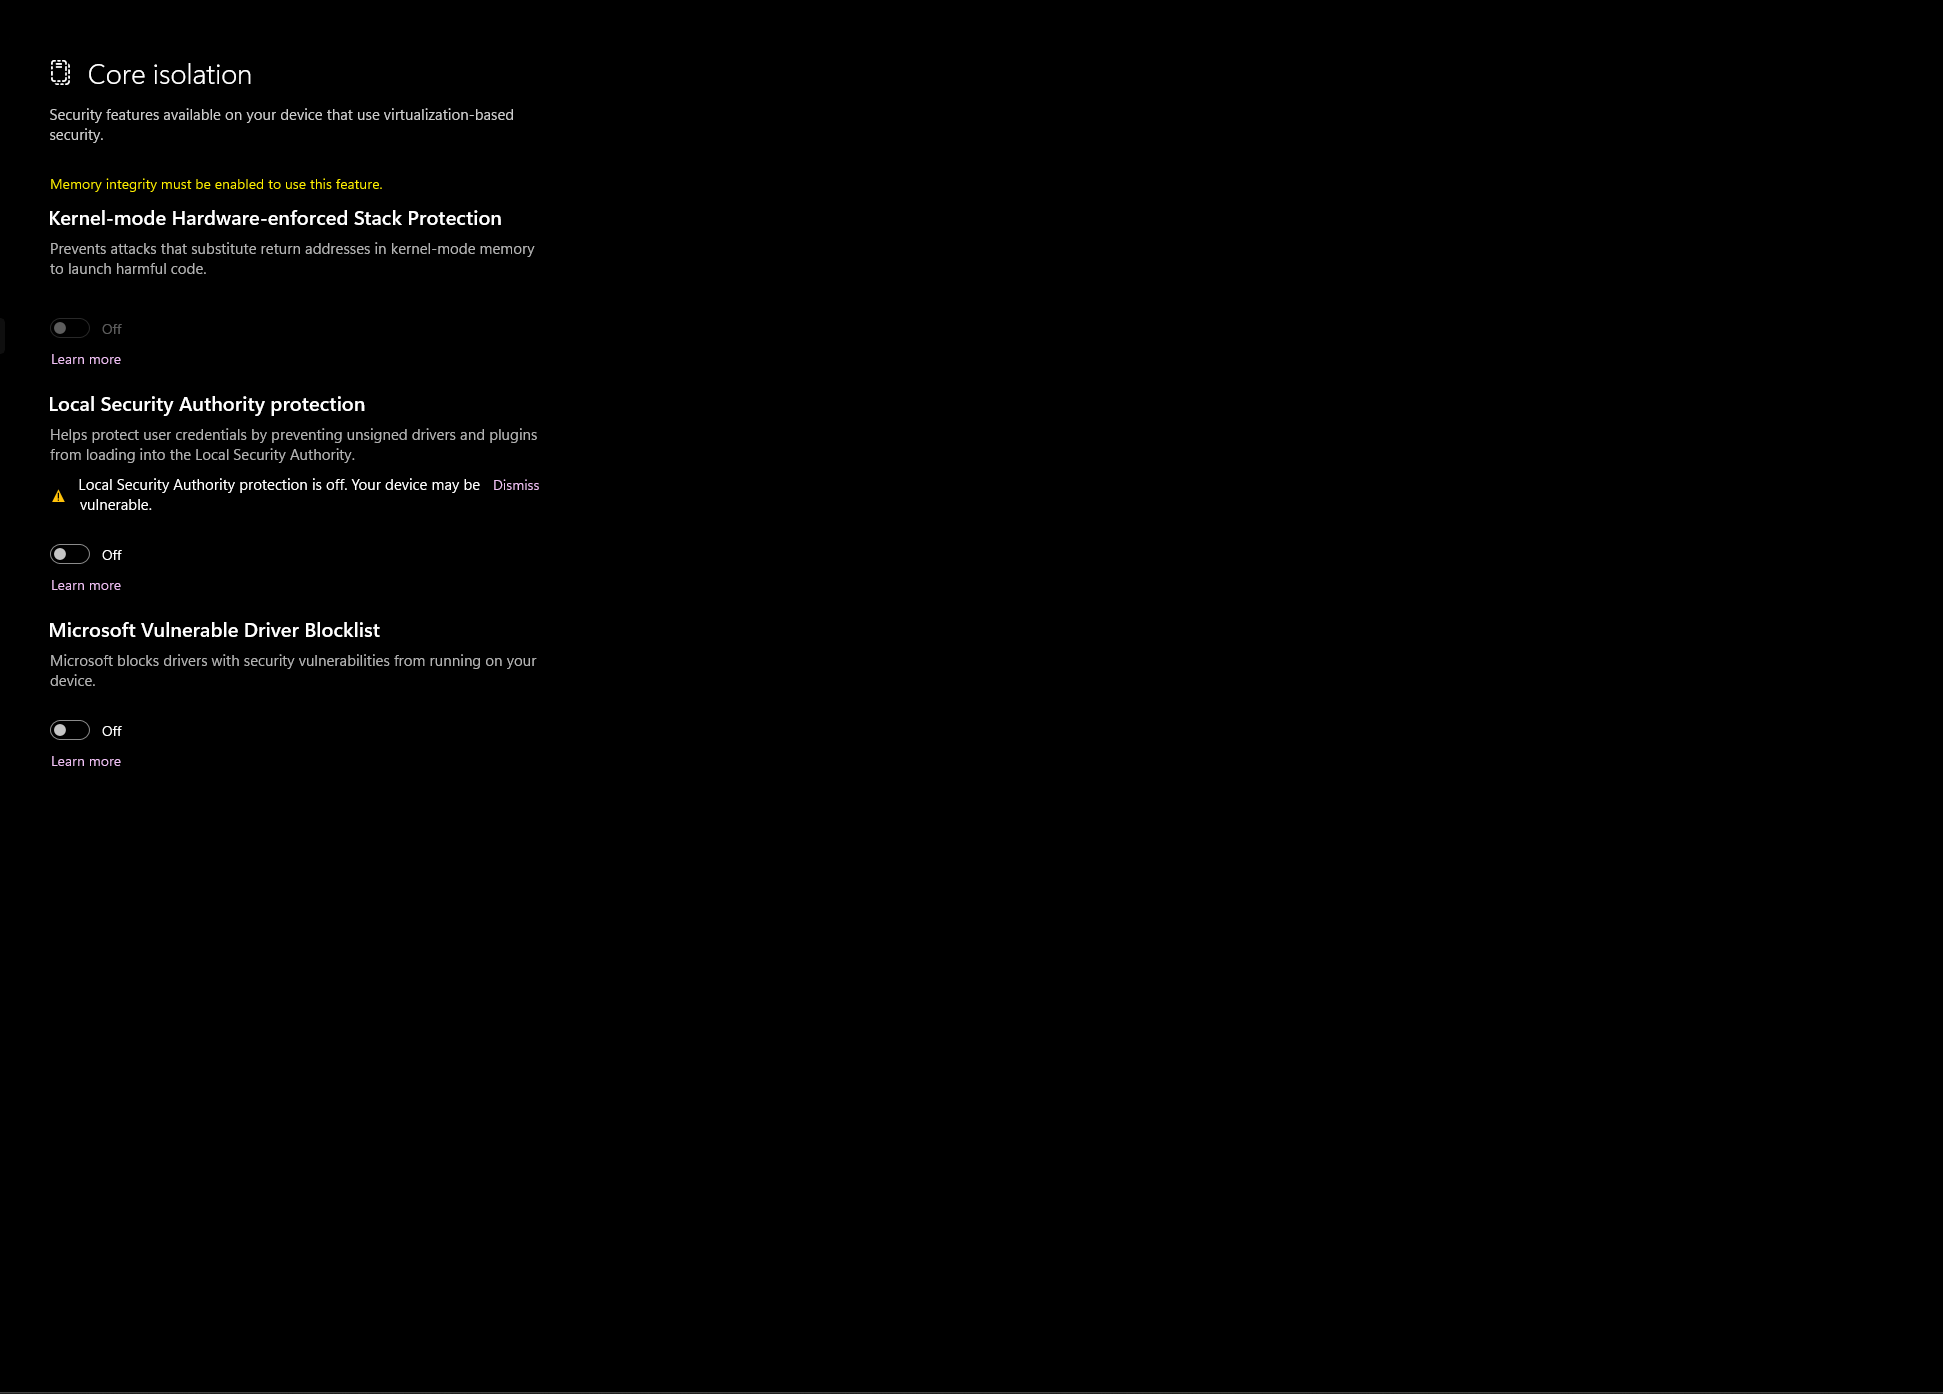 Core isolation
Security features available on your device that use virtualization-based
security.
Memory integrity must be enabled to use this feature.
Kernel-mode Hardware-enforced Stack Protection
Prevents attacks that substitute return addresses in kernel-mode memory
to launch harmful code.
Off
Learn more
Local Security Authority protection
Helps protect user credentials by preventing unsigned drivers and plugins
from loading into the Local Security Authority.
Local Security Authority protection is off. Your device may be Dismiss
vulnerable.
Off
Learn more
Microsoft Vulnerable Driver Blocklist
Microsoft blocks drivers with security vulnerabilities from running on your
device.
Off
Learn more